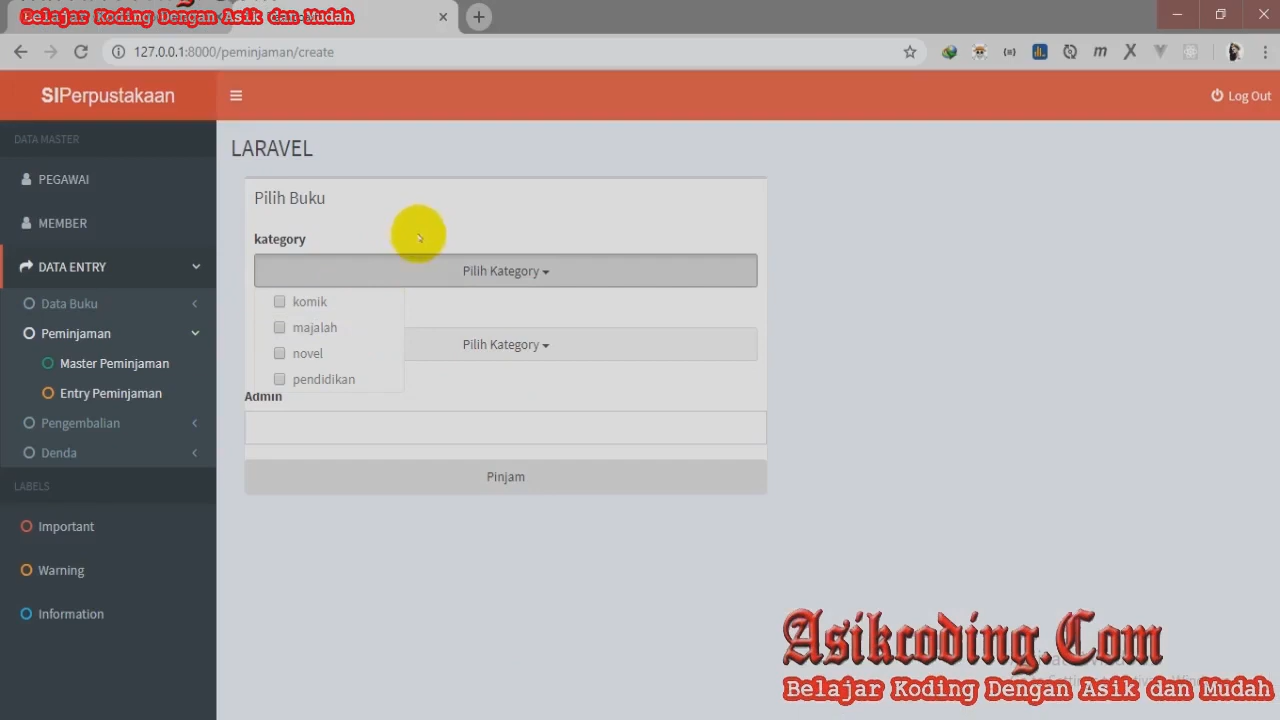 Belajar Koding Dengan Asik dan Mudah
127.0.0.1:8000/peminjaman/create
SIPerpustakaan
Log Out
DATA MASTER
PEGAWAI
MEMBER
DATA ENTRY
Data Buku
Peminjaman
Master Peminjaman
Entry Peminjaman
Pengembalian
Denda
LABELS
Important
Warning
Information
LARAVEL
Pilih Buku
kategory
Pilih Kategory
komik
majalah
novel
pendidikan
Pilih Kategory
Admin
Pinjam
Asikcoding.Com
Belajar Koding Dengan Asik dan Mudah